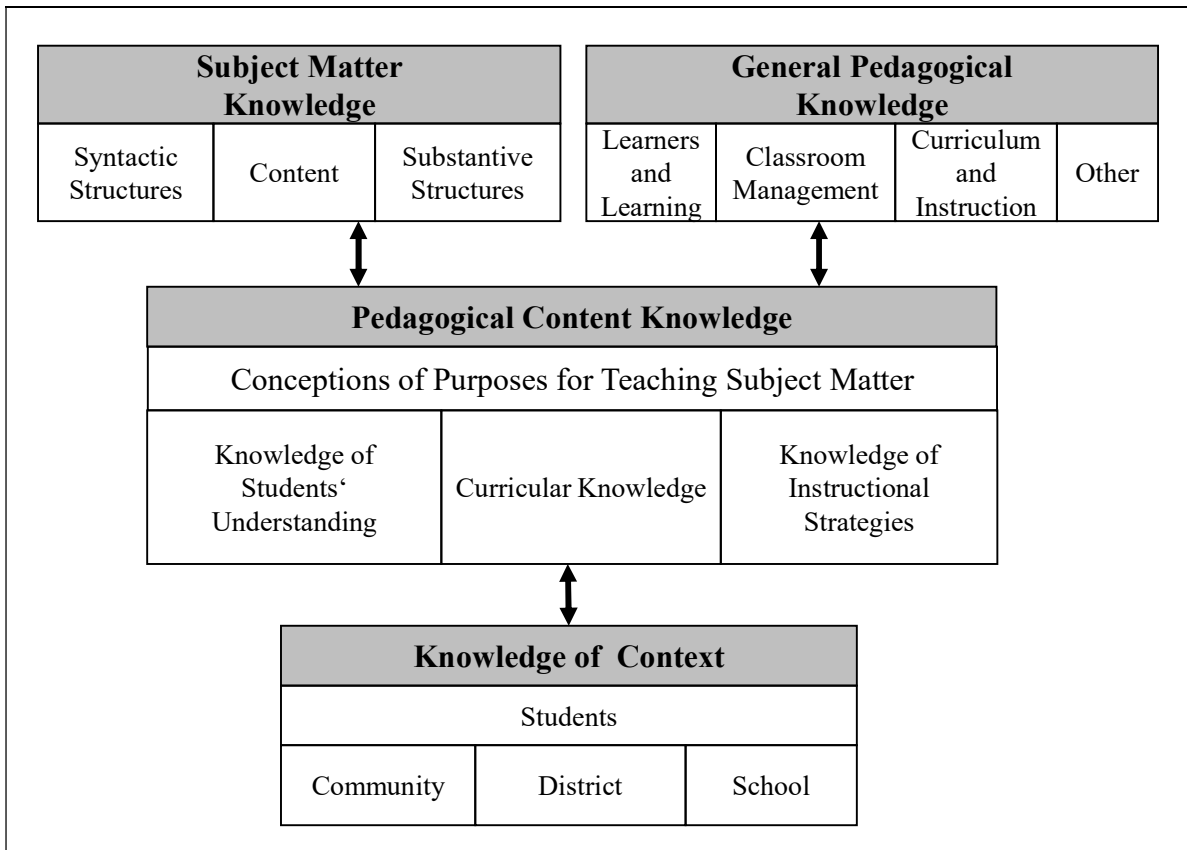 Subject Matter
Knowledge
Syntactic
Structures
Content
Substantive
Structures
General Pedagogical
Knowledge
Learners
and
Learning
Classroom
Management
Curriculum
and
Instruction
Other
Pedagogical Content Knowledge
Conceptions of Purposes for Teaching Subject Matter
Knowledge of
Students‘
Understanding
Curricular Knowledge
Knowledge of
Instructional
Strategies
Knowledge of Context
Students
Community
District
School